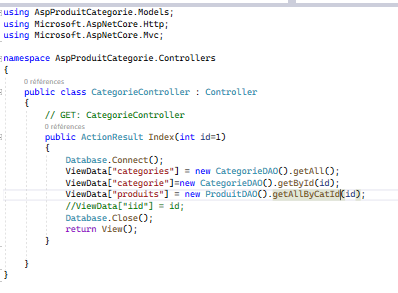 using AspProduitCategorie.Models;
using Microsoft.AspNetCore.Http;
using Microsoft.AspNetCore.Mvc;

namespace AspProduitCategorie.Controllers
{
0 références
public class CategorieController : Controller
{
// GET: CategorieController
0 références
public ActionResult Index(int id=1)
{
Database.Connect();
ViewData["categories"] = new CategorieDAO().getAll();
ViewData["categorie"]=new CategorieDAO().getById(id);
ViewData["produits"] = new ProduitDAO().getAllByCatId(id);
//ViewData["iid"] = id;
Database.Close();
return View();
}
}
}